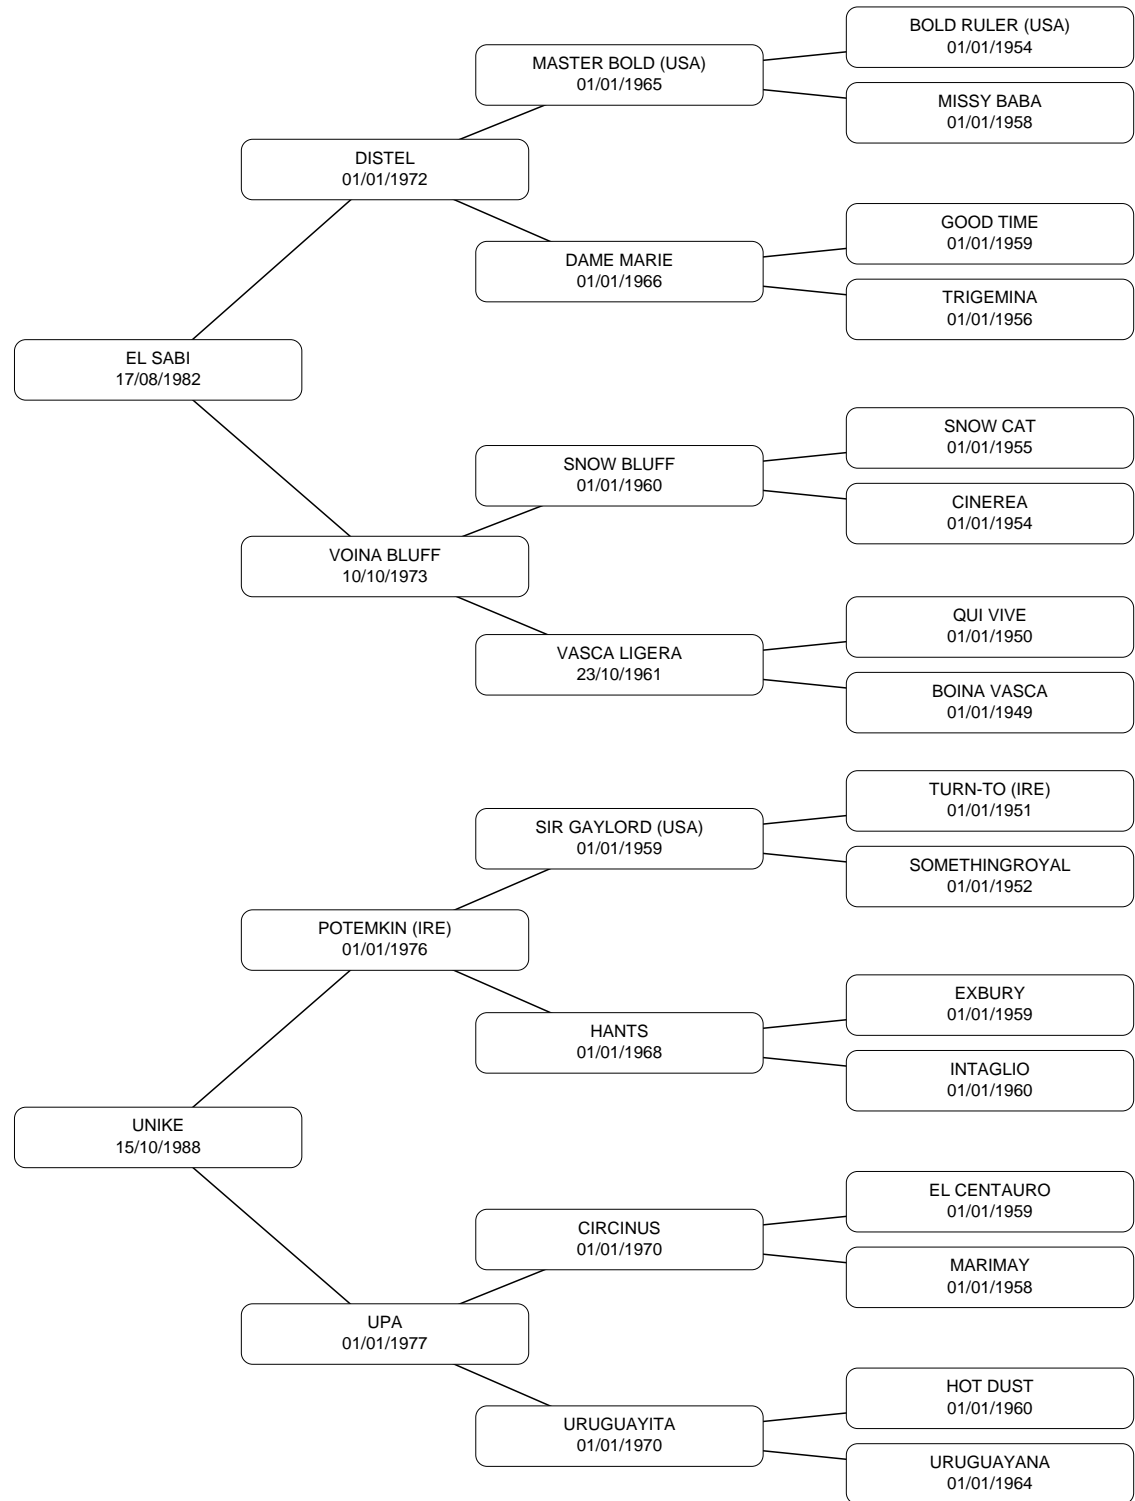 BOLD RULER (USA)
01/01/1954
MASTER BOLD (USA)
01/01/1965
MISSY BABA
01/01/1958
DISTEL
01/01/1972
GOOD TIME
01/01/1959
DAME MARIE
01/01/1966
TRIGEMINA
01/01/1956
EL SABI
17/08/1982
SNOW CAT
01/01/1955
SNOW BLUFF
01/01/1960
CINEREA
01/01/1954
VOINA BLUFF
10/10/1973
QUI VIVE
01/01/1950
VASCA LIGERA
23/10/1961
BOINA VASCA
01/01/1949
TURN-TO (IRE)
01/01/1951
SIR GAYLORD (USA)
01/01/1959
SOMETHINGROYAL
01/01/1952
POTEMKIN (IRE)
01/01/1976
EXBURY
01/01/1959
HANTS
01/01/1968
INTAGLIO
01/01/1960
UNIKE
15/10/1988
EL CENTAURO
01/01/1959
CIRCINUS
01/01/1970
MARIMAY
01/01/1958
UPA
01/01/1977
HOT DUST
01/01/1960
URUGUAYITA
01/01/1970
URUGUAYANA
01/01/1964